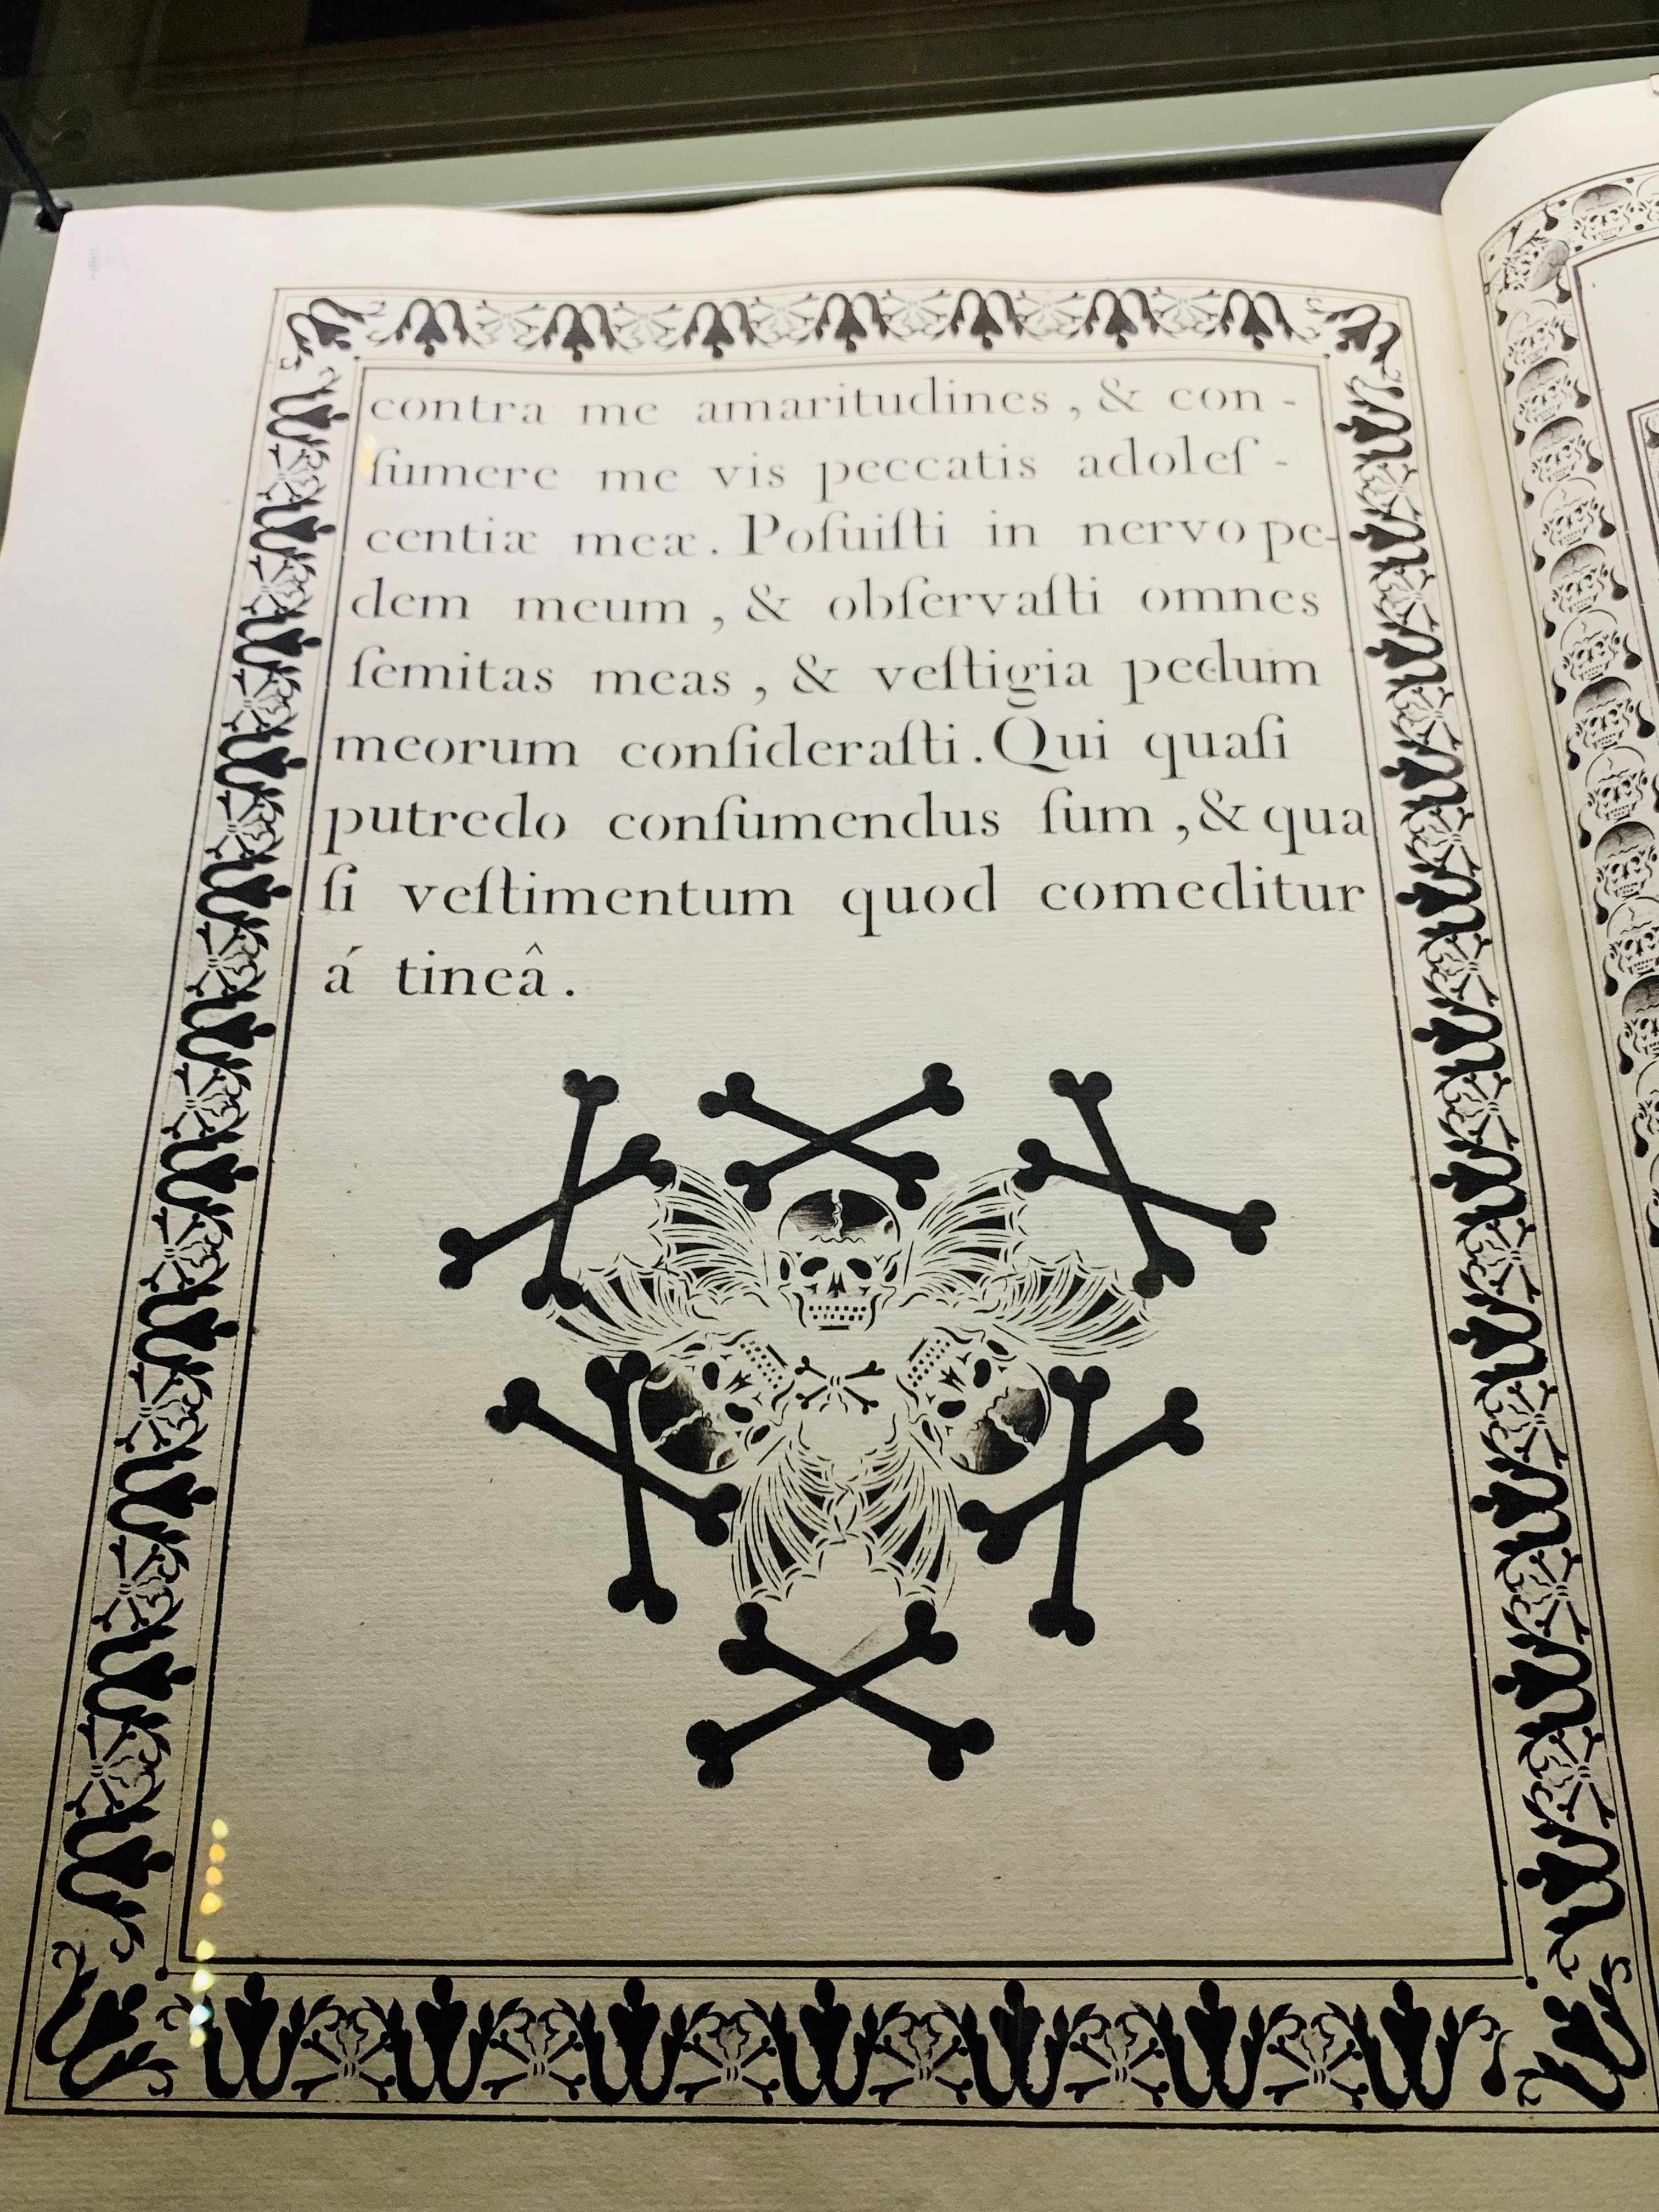 contra me amaritudines , & con -
ſumere me vis peccatis adoleſ -
centiæ meæ . Poſuiſti in nervo pe-
dem meum , & obſervaſti omnes
ſemitas meas , & veſtigia pedum
meorum conſideraſti . Qui quaſi
putredo conſumendus ſum , & qua
ſi veſtimentum quod comeditur
á tineâ .